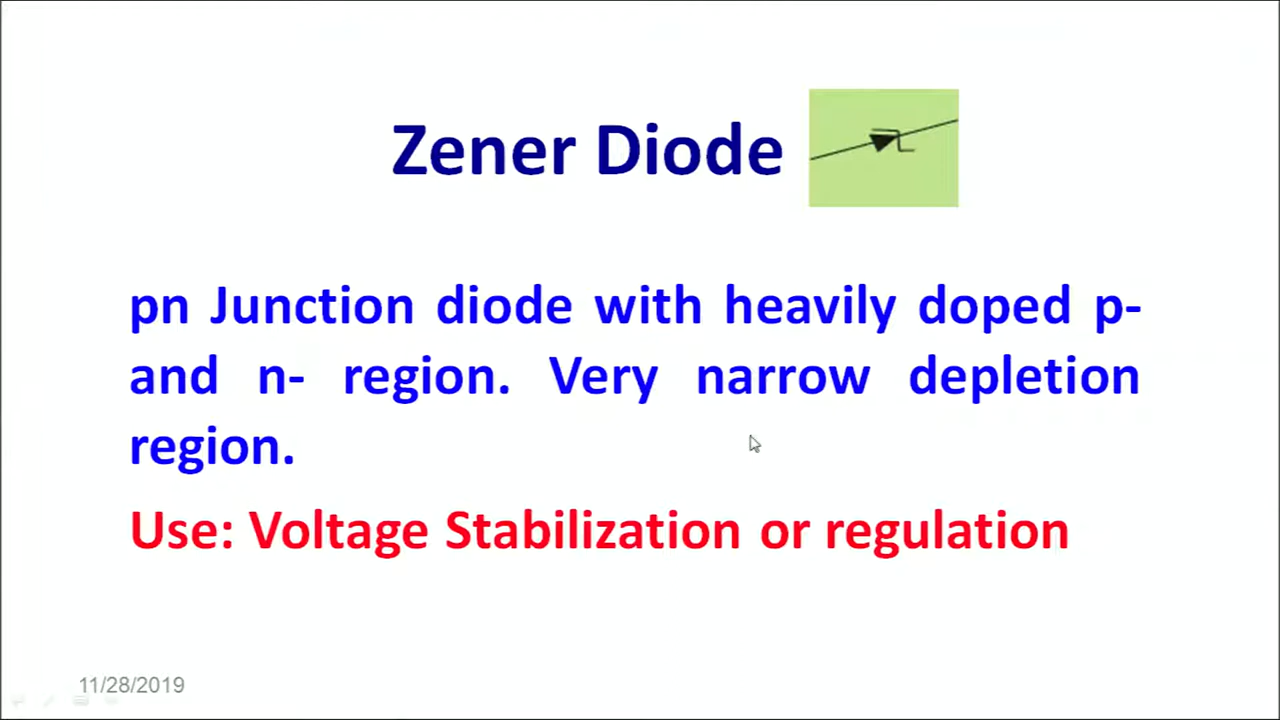 Zener Diode
pn Junction diode with heavily doped p-
and n- region. Very narrow depletion
region.
Use: Voltage Stabilization or regulation
11/28/2019